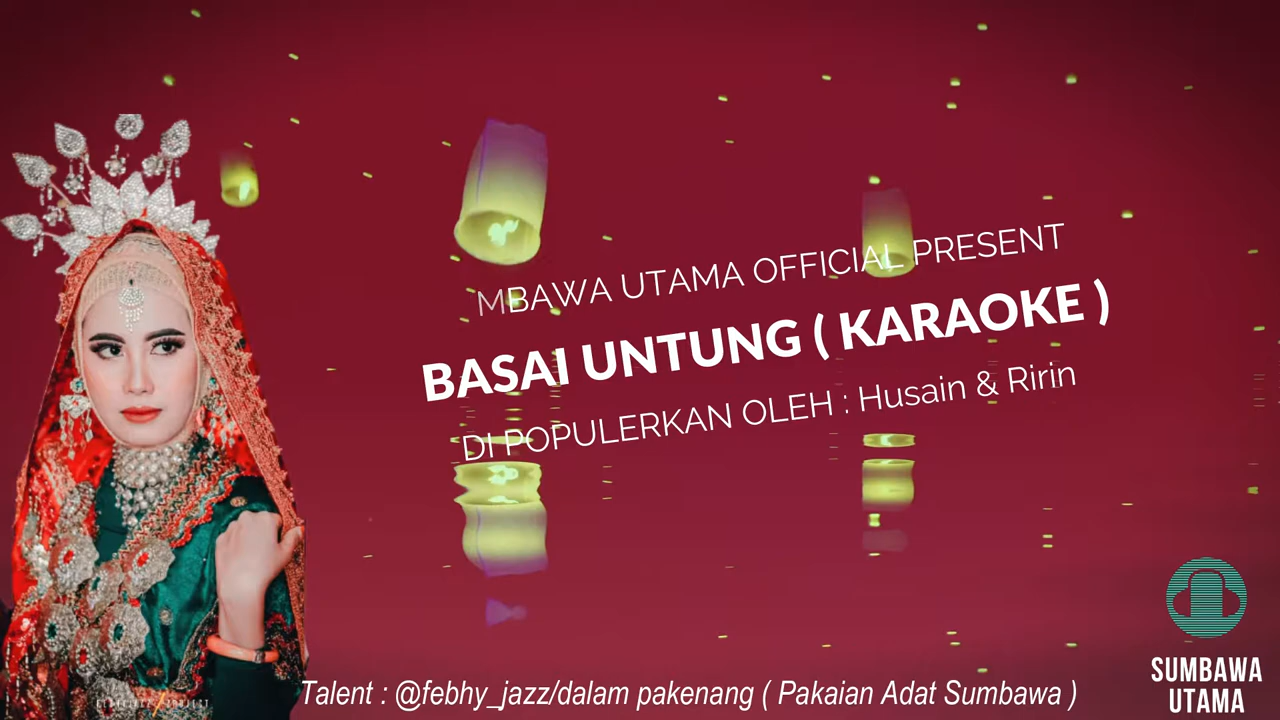 MBAWA UTAMA OFFICIAL PRESENT
BASAI UNTUNG ( KARAOKE )
DI POPULERKAN OLEH : Husain & Ririn
Talent : @febhy_jazz/dalam pakenang ( Pakaian Adat Sumbawa )
SUMBAWA
UTAMA